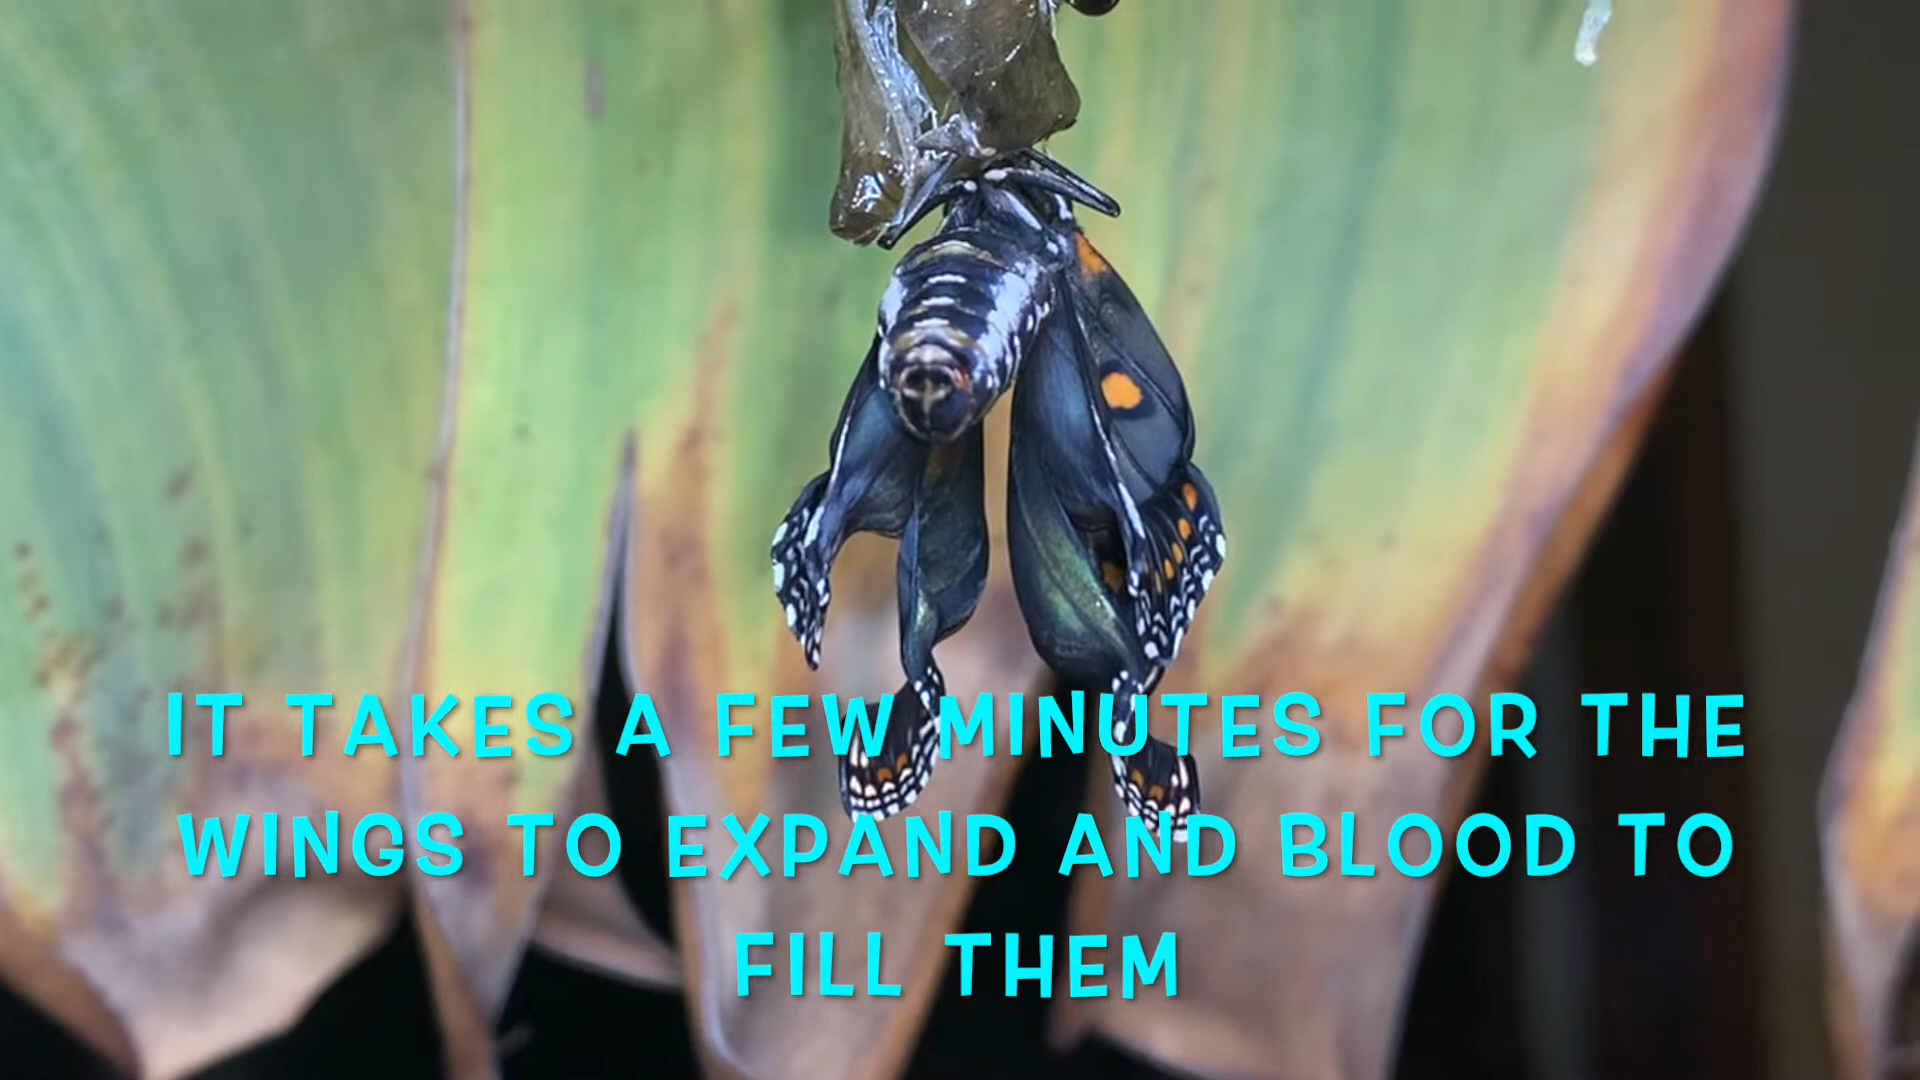 IT TAKES A FEW MINUTES FOR THE
WINGS TO EXPAND AND BLOOD TO
FILL THEM